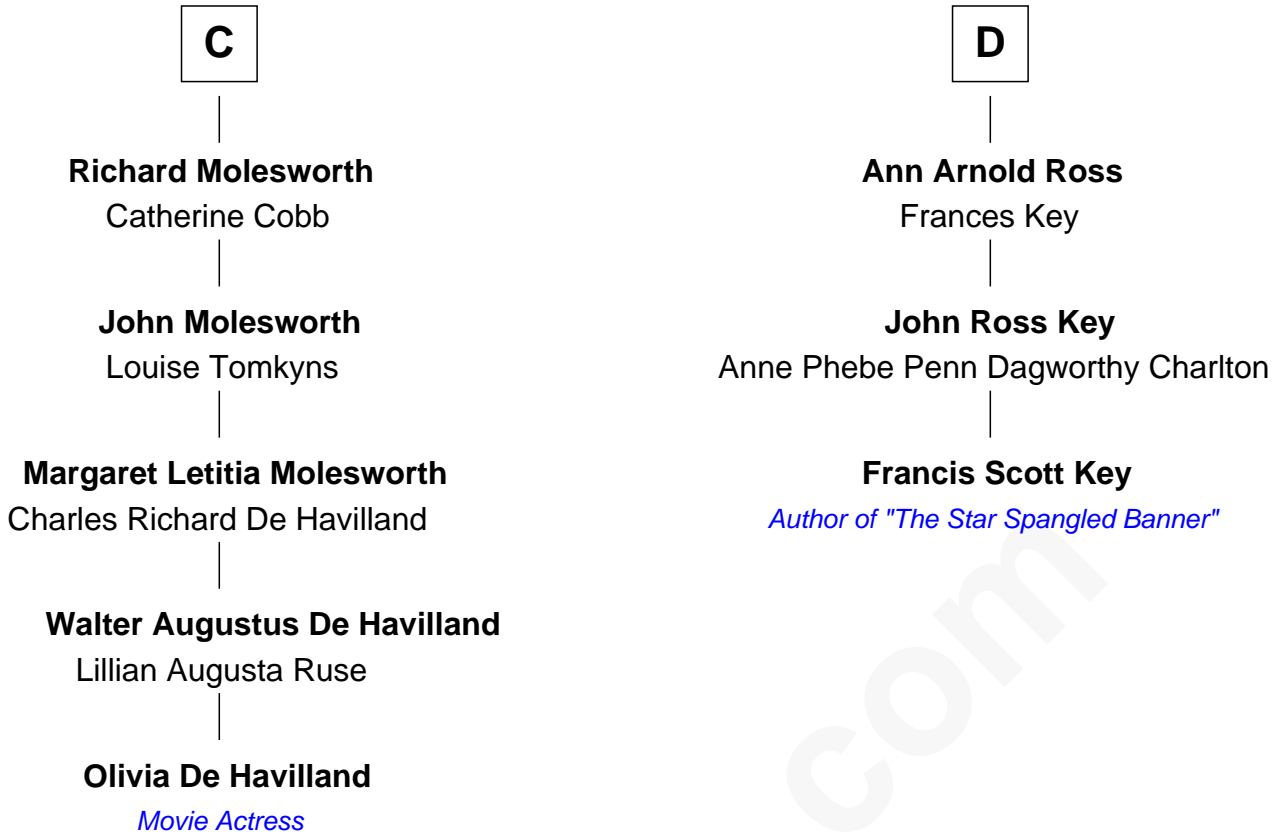 C
Richard Molesworth
Catherine Cobb
John Molesworth
Louise Tomkyns
Margaret Letitia Molesworth
Charles Richard De Havilland
Walter Augustus De Havilland
Lillian Augusta Ruse
Olivia De Havilland
Movie Actress
D
Ann Arnold Ross
Frances Key
John Ross Key
Anne Phebe Penn Dagworthy Charlton
Francis Scott Key
Author of "The Star Spangled Banner"
com